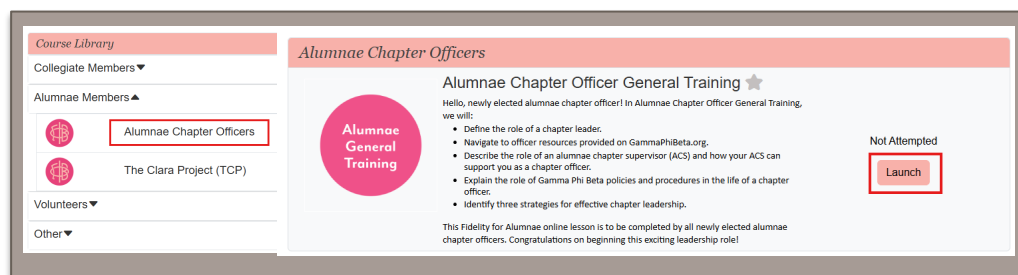 Course Library
Collegiate Members▼
Alumnae Members▲
Alumnae Chapter Officers
The Clara Project (TCP)
Volunteers▼
Other▼
Alumnae Chapter Officers
Alumnae
General
Training
Alumnae Chapter Officer General Training
Hello, newly elected alumnae chapter officer! In Alumnae Chapter Officer General Training,
we will:
• Define the role of a chapter leader.
• Navigate to officer resources provided on GammaPhiBeta.org.
• Describe the role of an alumnae chapter supervisor (ACS) and how your ACS can
support you as a chapter officer.
• Explain the role of Gamma Phi Beta policies and procedures in the life of a chapter
officer.
• Identify three strategies for effective chapter leadership.
This Fidelity for Alumnae online lesson is to be completed by all newly elected alumnae
chapter officers. Congratulations on beginning this exciting leadership role!
Not Attempted
Launch